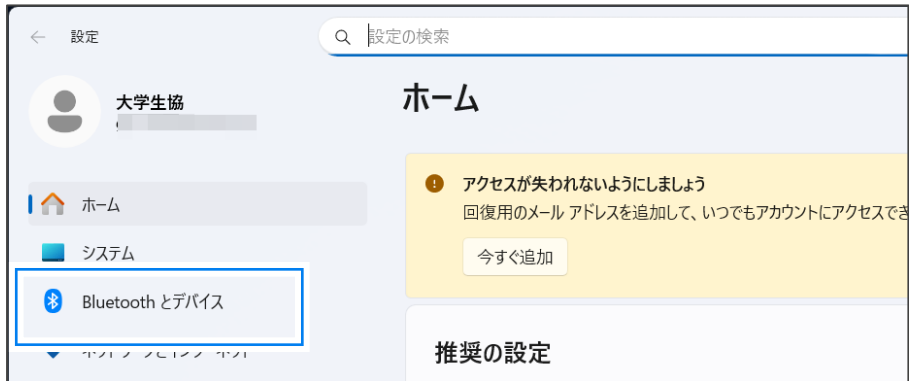 設定
設定の検索
大学生協
ホーム
ホーム
アクセスが失われないようにしましょう
回復用のメール アドレスを追加して、いつでもアカウントにアクセスでき
今すぐ追加
システム
Bluetooth とデバイス
推奨の設定